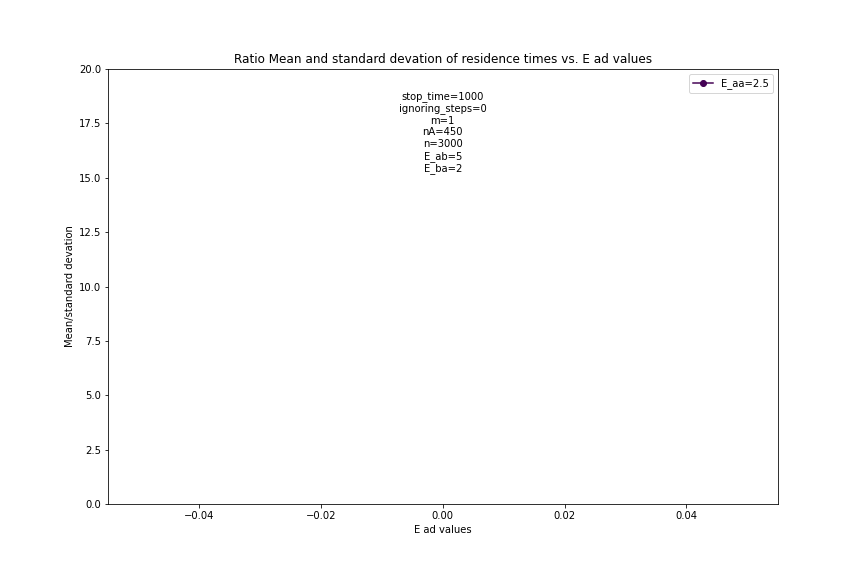 Ratio Mean and standard devation of residence times vs. E ad values
20.0
17.5
15.0
12.5
10.0
7.5
5.0
2.5
0.0
Mean/standard devation
E_aa=2.5
stop_time=1000
ignoring_steps=0
m=1
nA=450
n=3000
E_ab=5
E_ba=2
−0.04 −0.02 0.00 0.02 0.04
E ad values